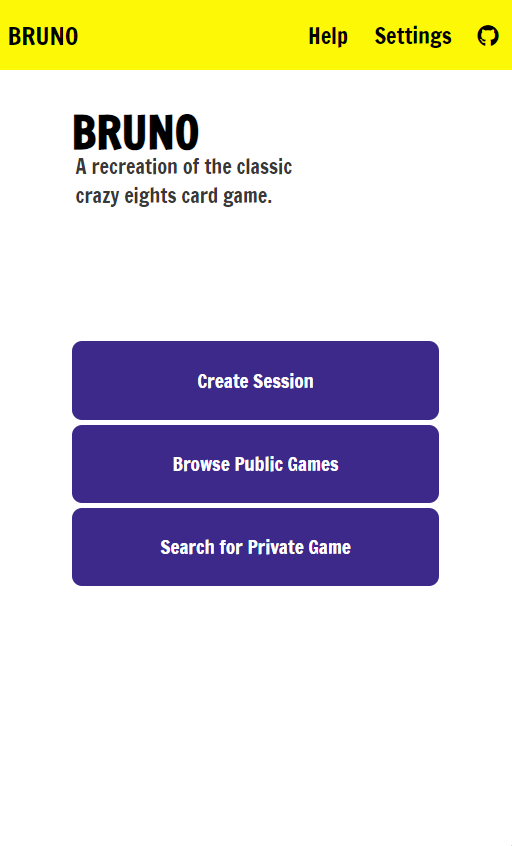 BRUNO
Help
Settings
BRUNO
A recreation of the classic
crazy eights card game.
Create Session
Browse Public Games
Search for Private Game